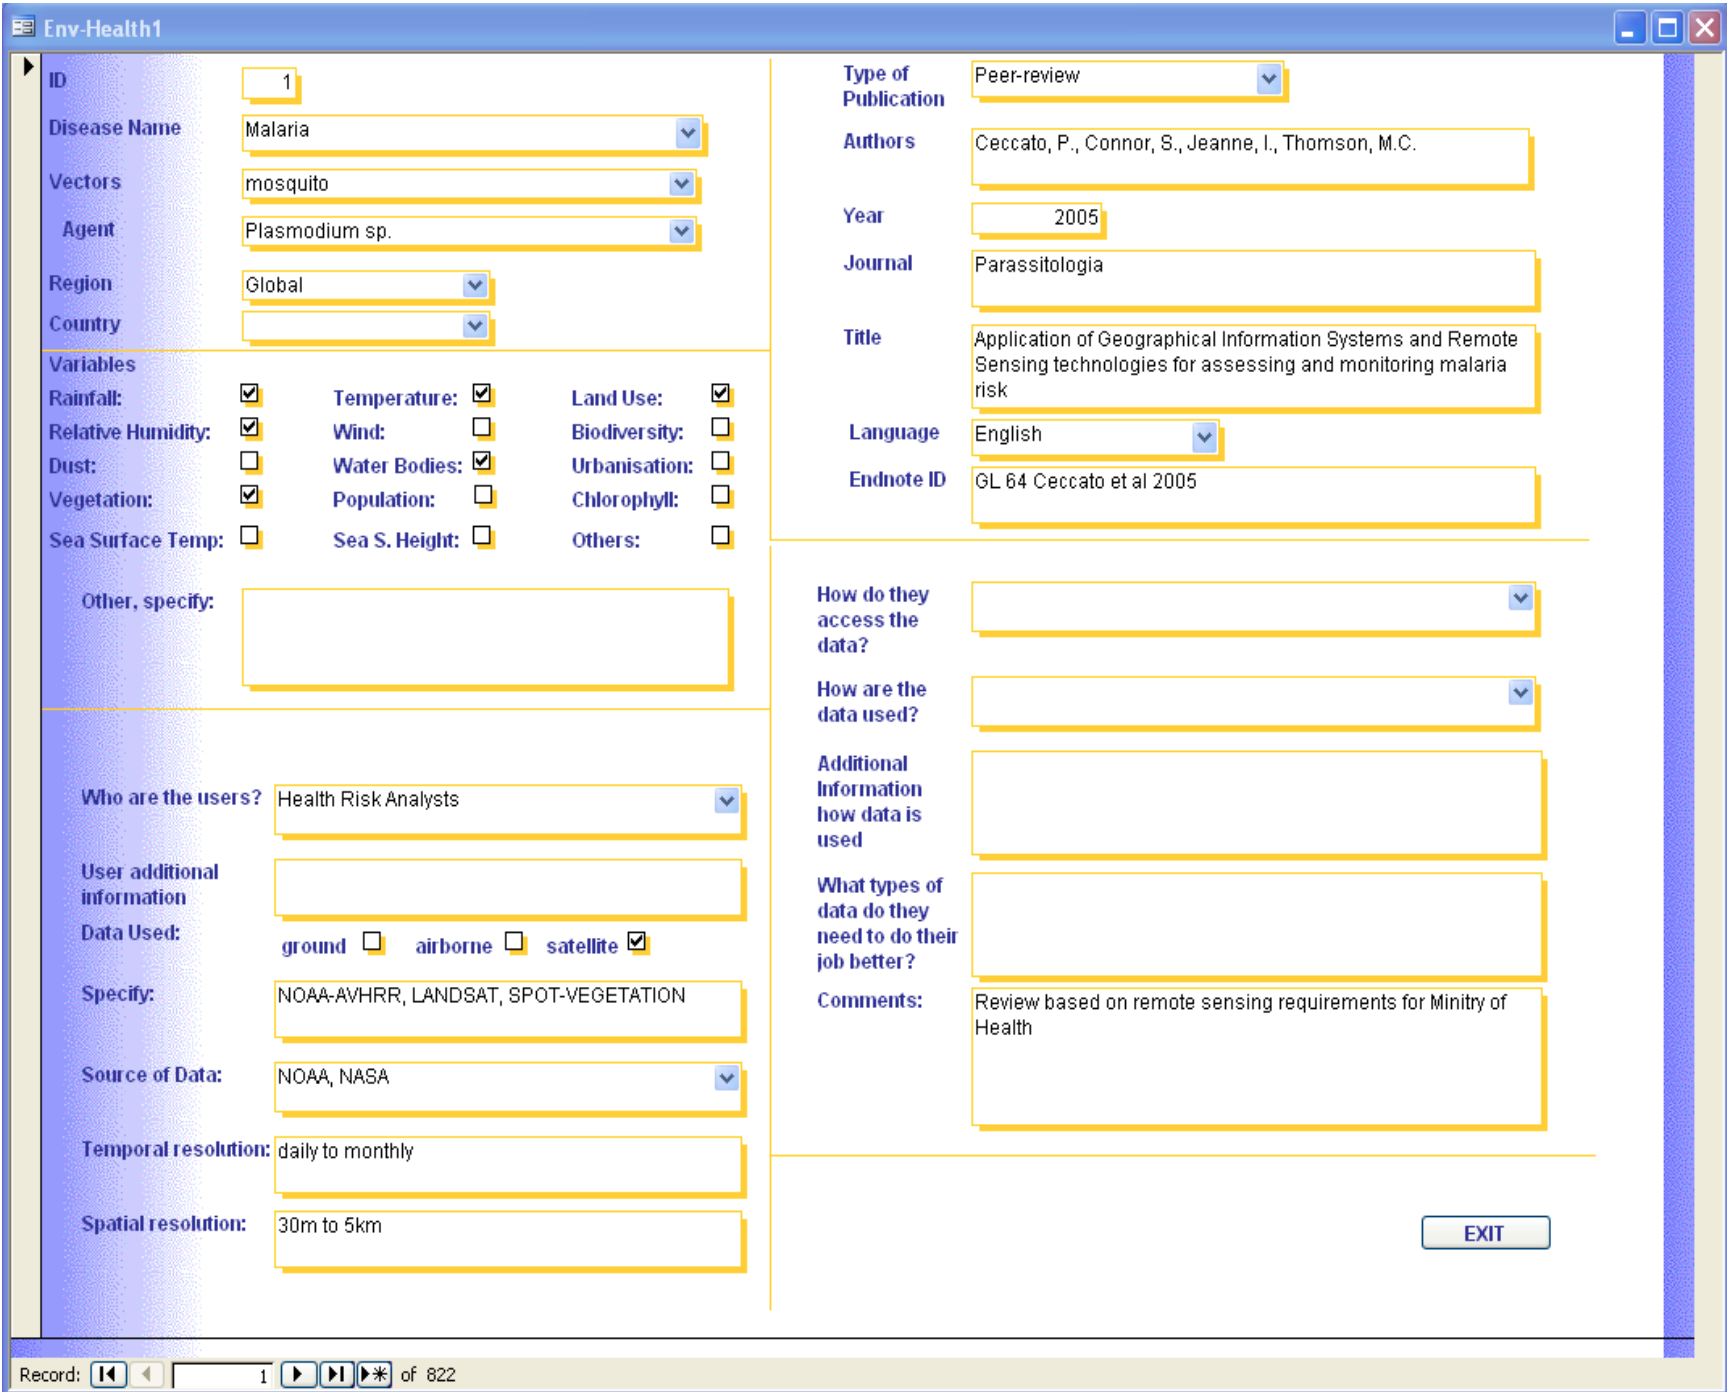 Env-Health1
ID
1
Disease Name
Malaria
Vectors
mosquito
Agent
Plasmodium sp.
Region
Global
Country
Variables
Rainfall:
Temperature:
Land Use:
Relative Humidity:
Wind:
Biodiversity:
Dust:
Water Bodies:
Urbanisation:
Vegetation:
Population:
Chlorophyll:
Sea Surface Temp:
Sea S. Height:
Others:
Other, specify:
Who are the users?
Health Risk Analysts
User additional
information
Data Used:
ground
airborne
satellite
Specify:
NOAA-AVHRR, LANDSAT, SPOT-VEGETATION
Source of Data:
NOAA, NASA
Temporal resolution:
daily to monthly
Spatial resolution:
30m to 5km
Type of
Publication
Peer-review
Authors
Ceccato, P., Connor, S., Jeanne, I., Thomson, M.C.
Year
2005
Journal
Parassitologia
Title
Application of Geographical Information Systems and Remote
Sensing technologies for assessing and monitoring malaria
risk
Language
English
Endnote ID
GL 64 Ceccato et al 2005
How do they
access the
data?
How are the
data used?
Additional
Information
how data is
used
What types of
data do they
need to do their
job better?
Comments:
Review based on remote sensing requirements for Minitry of
Health
EXIT
Record:
1
of 822